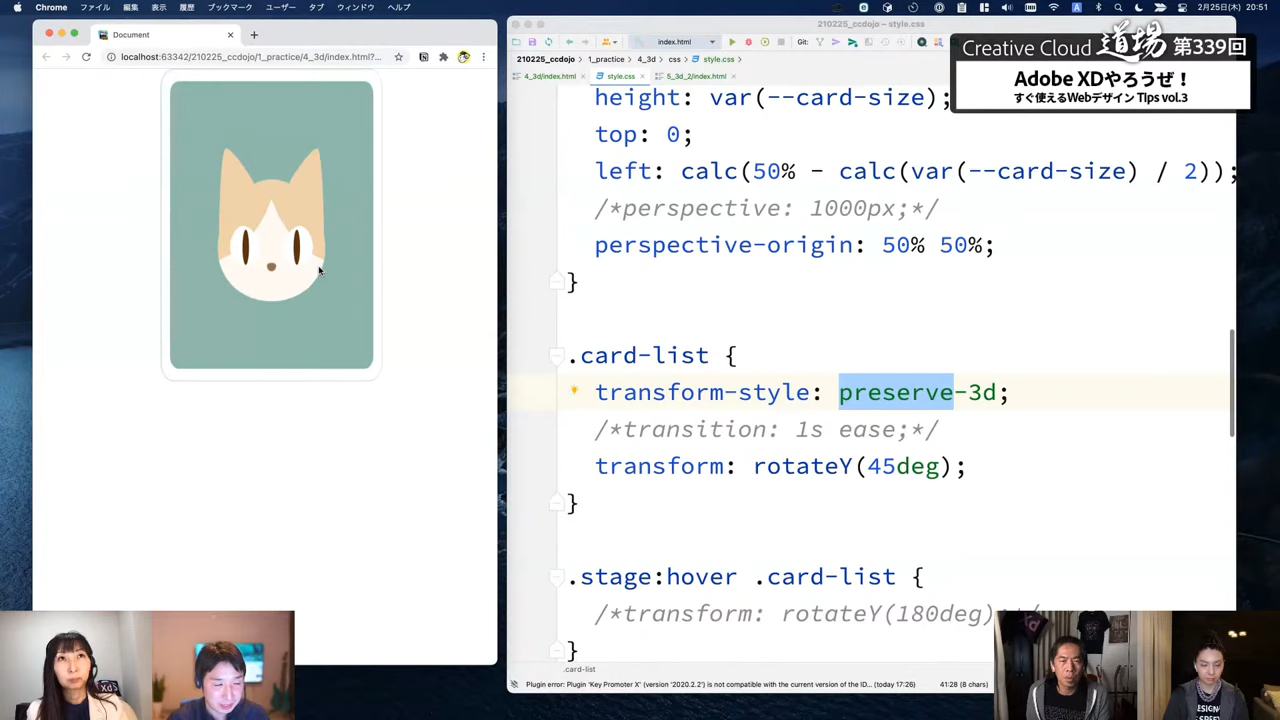 Chrome ファイル 編集 表示 履歴 ブックマーク ユーザー タブ ウィンドウ ヘルプ
2月25日(木) 20:51
Document
localhost:63342/210225_ccdojo/1_practice/4_3d/index.html?...
210225_ccdojo – style.css
index.html
Git:
210225_ccdojo 1_practice 4_3d css style.css
4_3d/index.html style.css 5_3d_2/index.html
Creative Cloud 道場 第339回
Adobe XDやろうぜ！
すぐ使えるWebデザイン Tips vol.3
height: var(--card-size);
top: 0;
left: calc(50% - calc(var(--card-size) / 2));
/*perspective: 1000px;*/
perspective-origin: 50% 50%;
}
.card-list {
transform-style: preserve-3d;
/*transition: 1s ease;*/
transform: rotateY(45deg);
}
.stage:hover .card-list {
/*transform: rotateY(180deg);*/
}
.card-list
Plugin error: Plugin 'Key Promoter X' (version '2020.2.2') is not compatible with the current version of the ID... (today 17:26)
41:28 (8 chars)
Xd